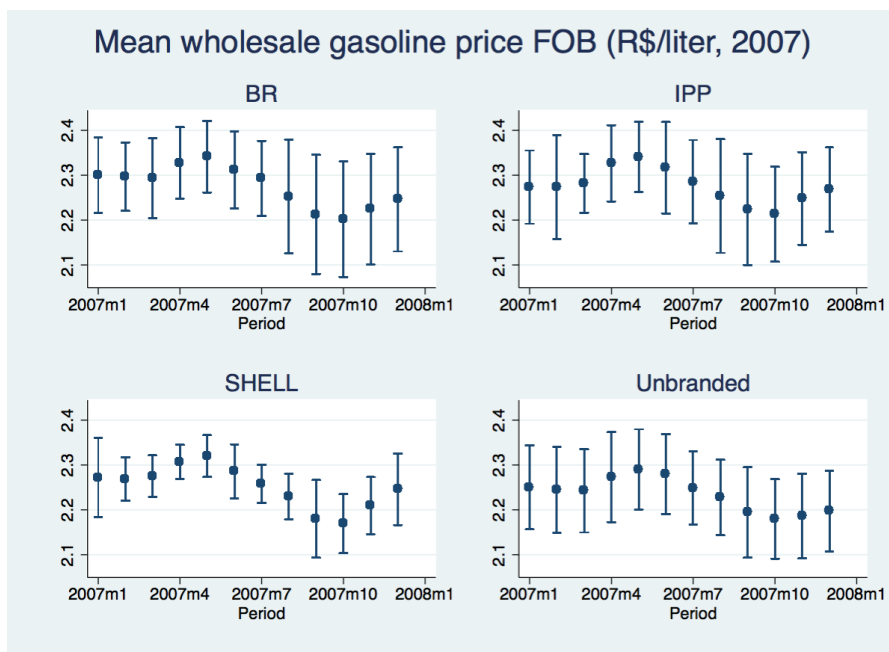 Mean wholesale gasoline price FOB (R$/liter, 2007)
BR
2.4
2.3
2.2
2.1
2007m1 2007m4 2007m7 2007m10 2008m1
Period
IPP
2.4
2.3
2.2
2.1
2007m1 2007m4 2007m7 2007m10 2008m1
Period
SHELL
2.4
2.3
2.2
2.1
2007m1 2007m4 2007m7 2007m10 2008m1
Period
Unbranded
2.4
2.3
2.2
2.1
2007m1 2007m4 2007m7 2007m10 2008m1
Period